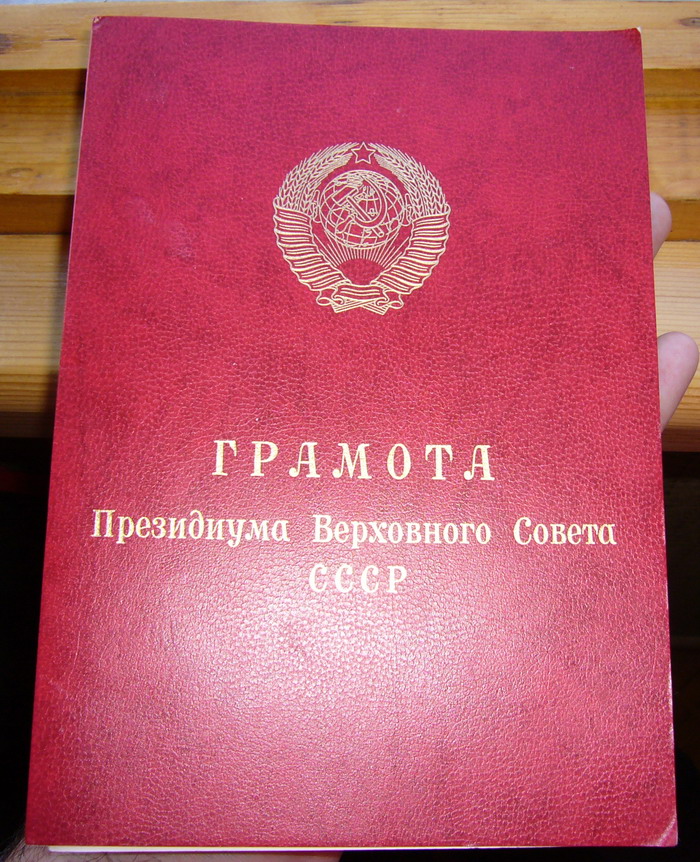 ГРАМОТА
Президиума Верховного Совета
СССР